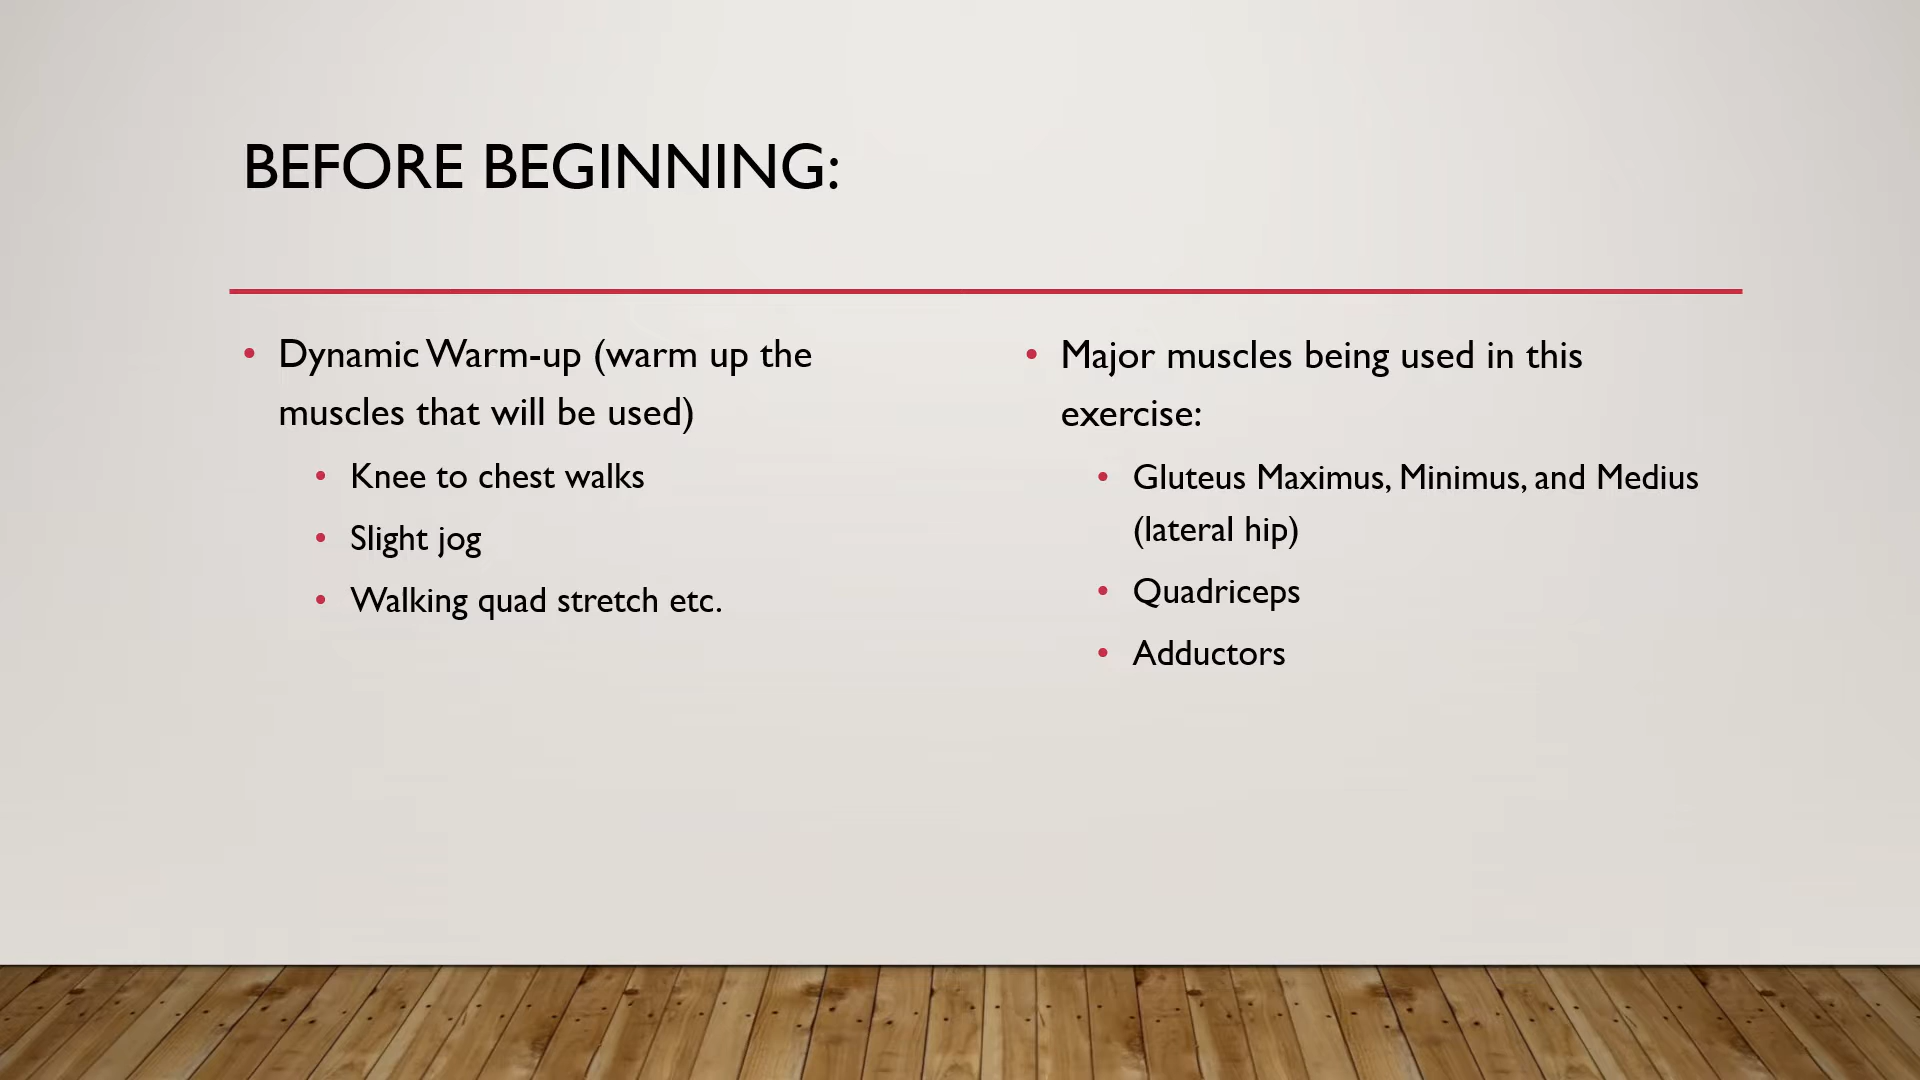 BEFORE BEGINNING:
• Dynamic Warm-up (warm up the
muscles that will be used)
• Knee to chest walks
• Slight jog
• Walking quad stretch etc.
• Major muscles being used in this
exercise:
• Gluteus Maximus, Minimus, and Medius
(lateral hip)
• Quadriceps
• Adductors